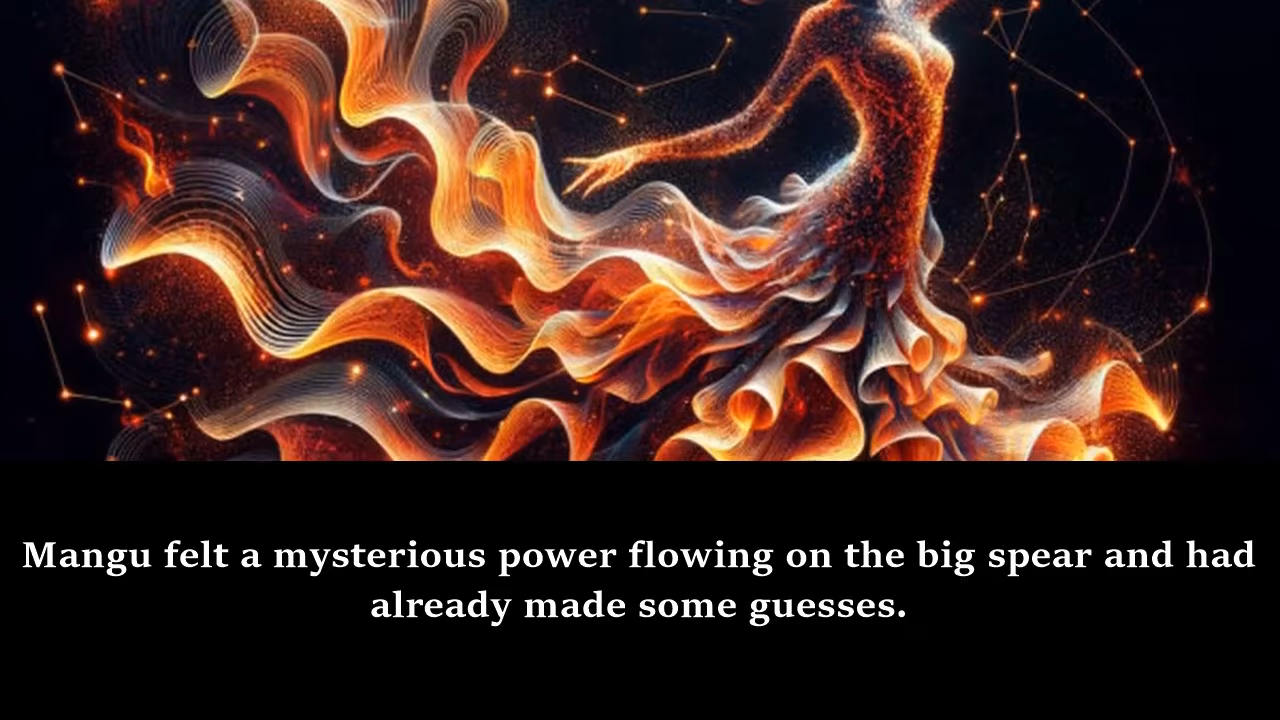 Mangu felt a mysterious power flowing on the big spear and had
already made some guesses.